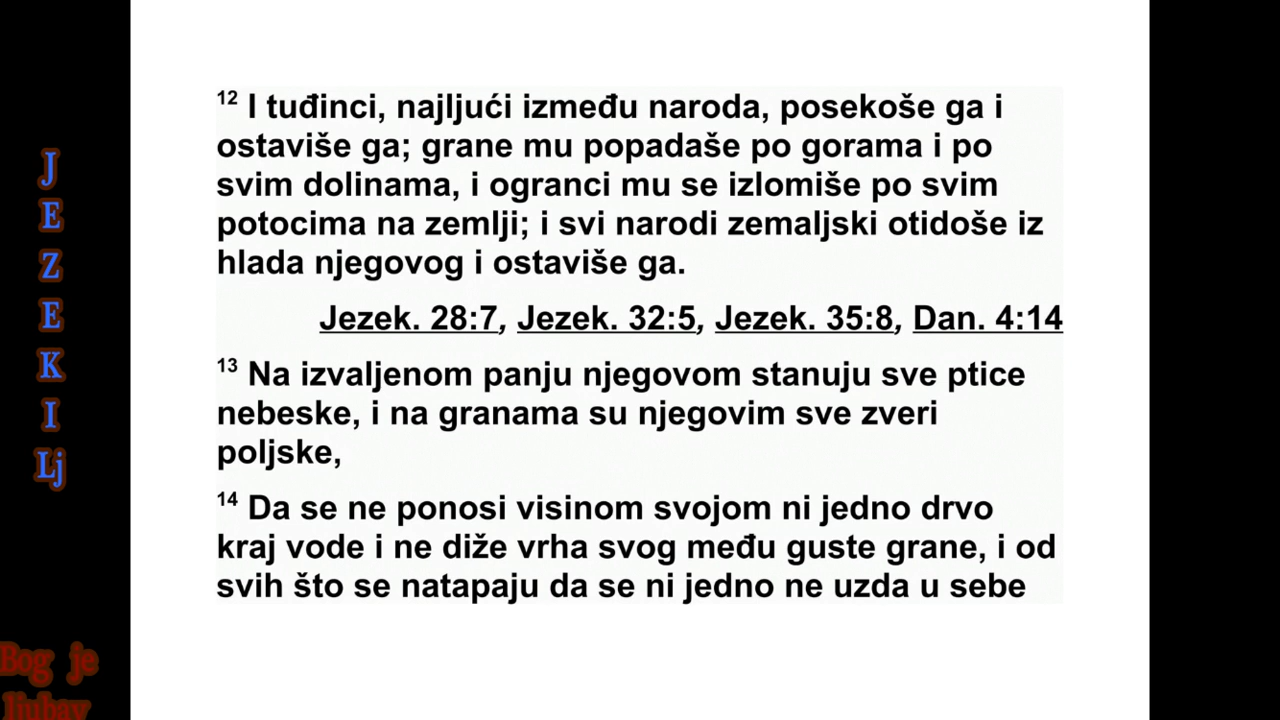 J
E
Z
E
K
I
Lj
Bog je
ljubav
12 I tuđinci, najljući između naroda, posekoše ga i
ostaviše ga; grane mu popadaše po gorama i po
svim dolinama, i ogranci mu se izlomiše po svim
potocima na zemlji; i svi narodi zemaljski otidoše iz
hlada njegovog i ostaviše ga.
Jezek. 28:7, Jezek. 32:5, Jezek. 35:8, Dan. 4:14
13 Na izvaljenom panju njegovom stanuju sve ptice
nebeske, i na granama su njegovim sve zveri
poljske,
14 Da se ne ponosi visinom svojom ni jedno drvo
kraj vode i ne diže vrha svog među guste grane, i od
svih što se natapaju da se ni jedno ne uzda u sebe